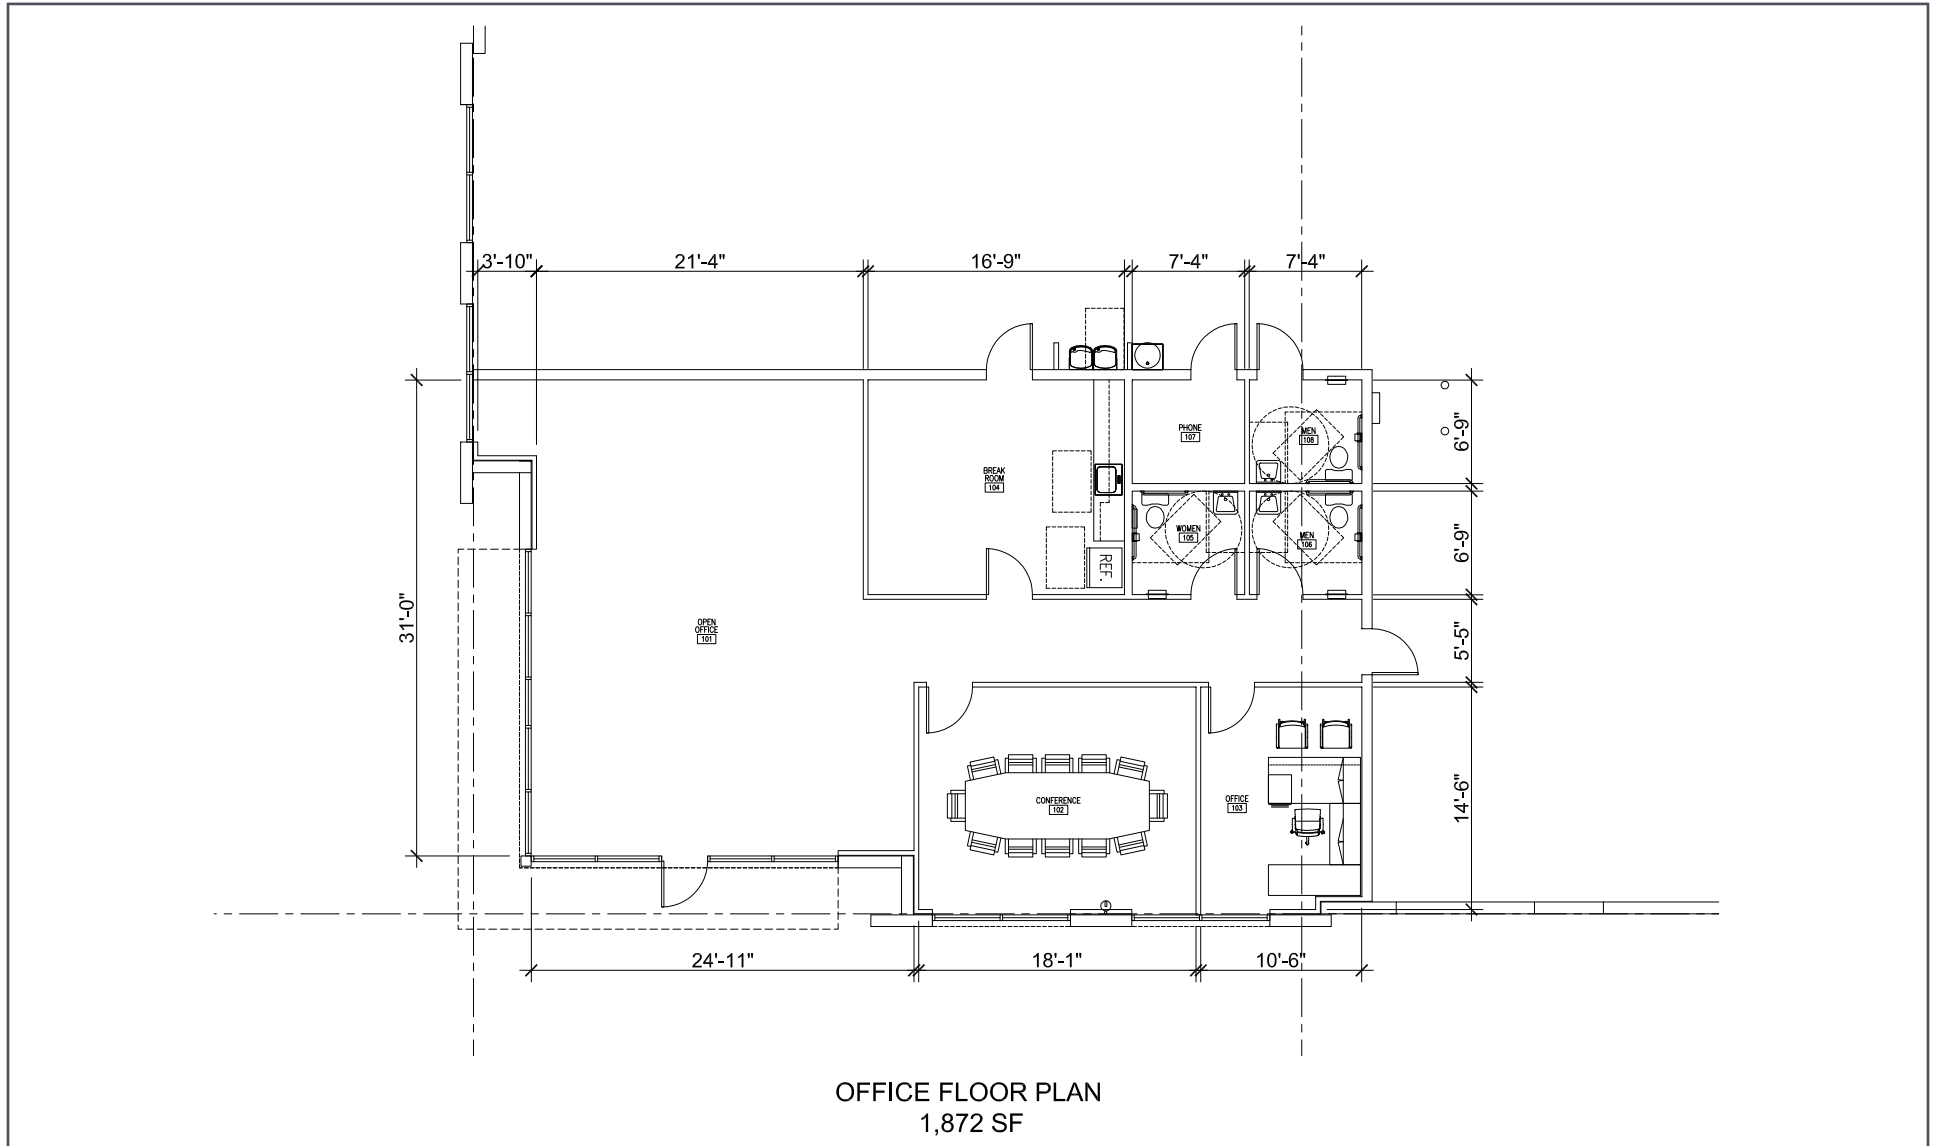 3'-10"
21'-4"
16'-9"
7'-4"
7'-4"
PHONE
107
MEN
108
6'-9"
BREAK
ROOM
104
WOMEN
105
MEN
106
6'-9"
REF.
31'-0"
OPEN
OFFICE
101
5'-5"
CONFERENCE
102
OFFICE
103
14'-6"
24'-11"
18'-1"
10'-6"
OFFICE FLOOR PLAN
1,872 SF